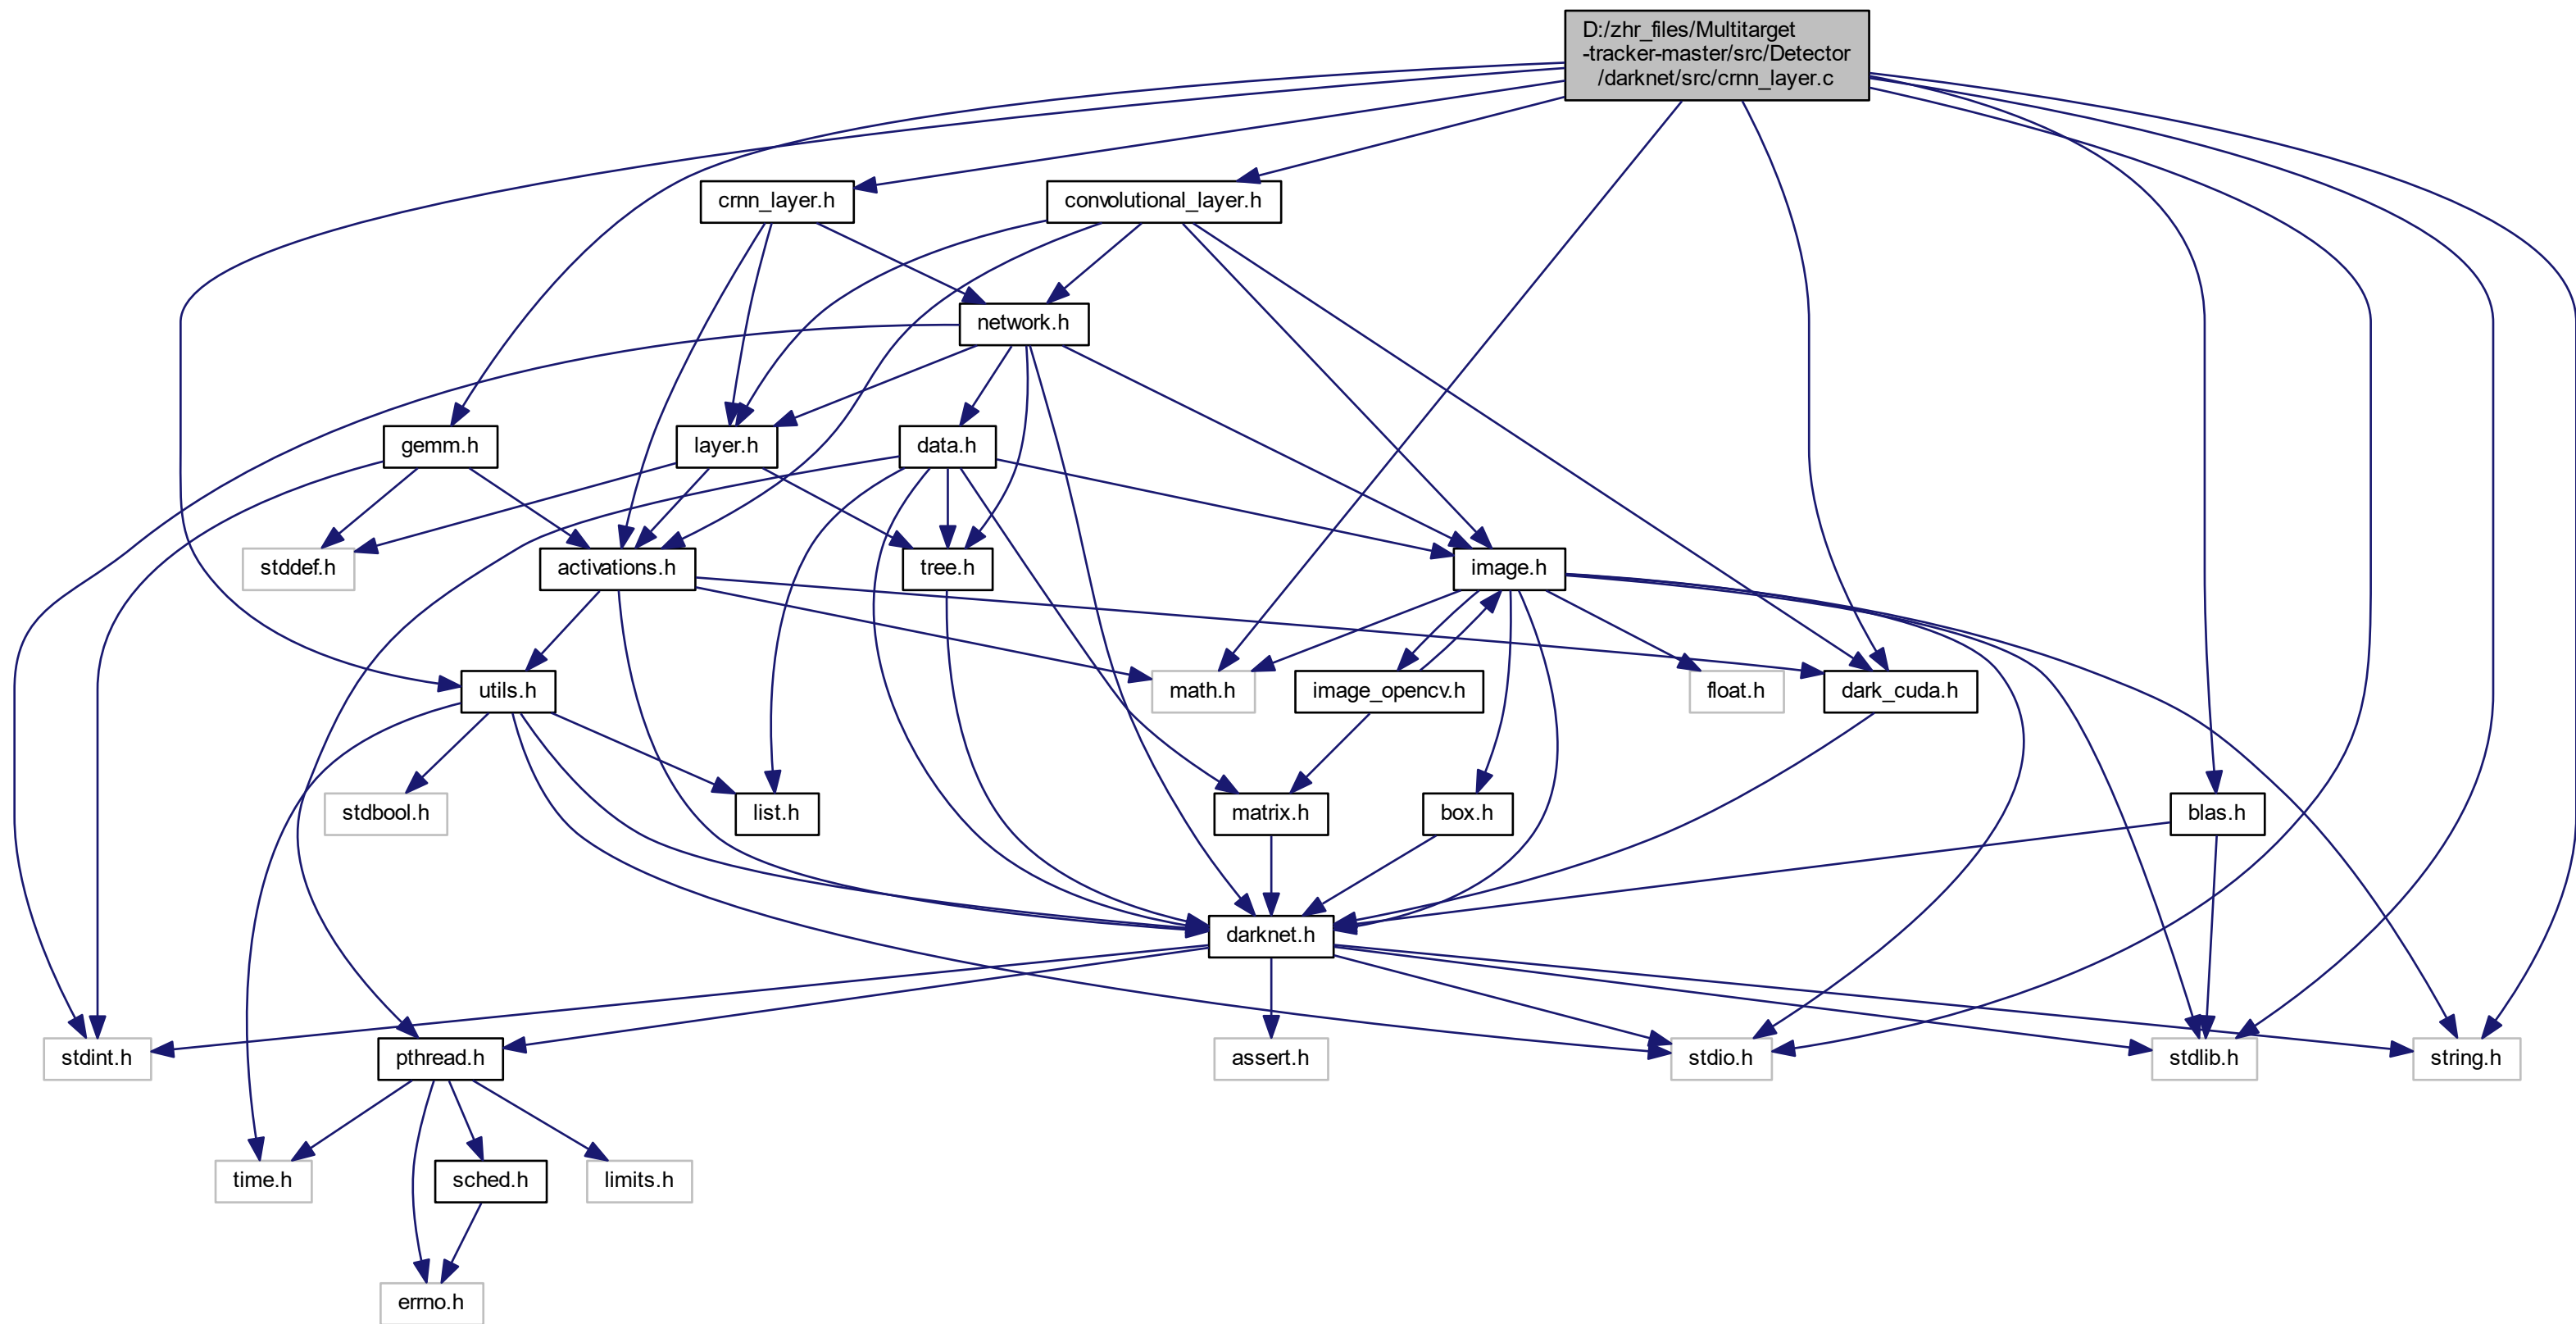 D:/zhr_files/Multitarget
-tracker-master/src/Detector
/darknet/src/crnn_layer.c
crnn_layer.h
convolutional_layer.h
network.h
gemm.h
layer.h
data.h
stddef.h
activations.h
tree.h
image.h
utils.h
math.h
image_opencv.h
float.h
dark_cuda.h
stdbool.h
list.h
matrix.h
box.h
blas.h
darknet.h
stdint.h
pthread.h
assert.h
stdio.h
stdlib.h
string.h
time.h
sched.h
limits.h
errno.h